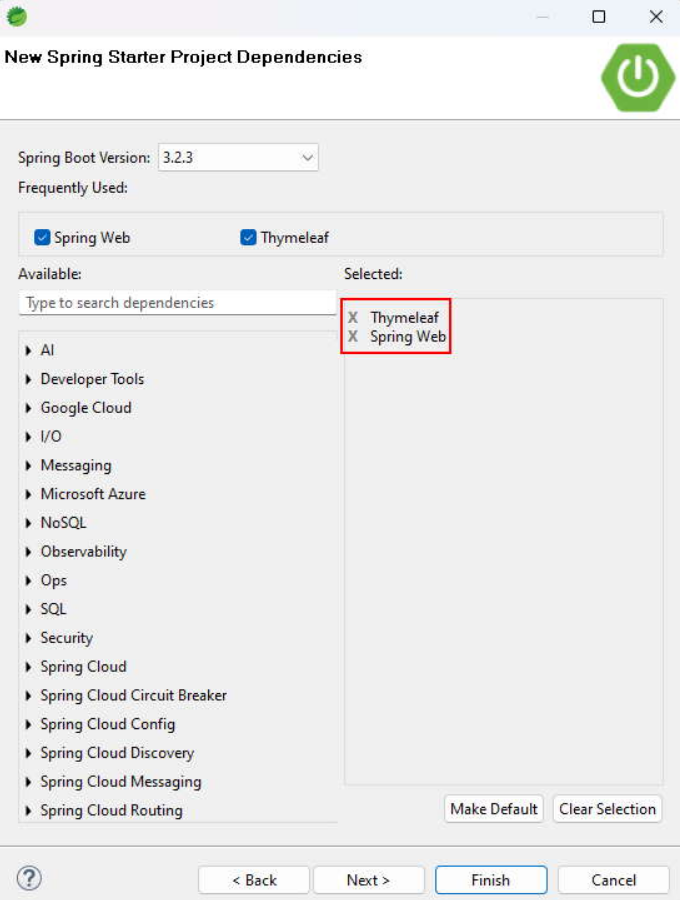 New Spring Starter Project Dependencies
Spring Boot Version: 3.2.3
Frequently Used:
Spring Web Thymeleaf
Available: Selected:
Type to search dependencies
X Thymeleaf
X Spring Web
AI
Developer Tools
Google Cloud
I/O
Messaging
Microsoft Azure
NoSQL
Observability
Ops
SQL
Security
Spring Cloud
Spring Cloud Circuit Breaker
Spring Cloud Config
Spring Cloud Discovery
Spring Cloud Messaging
Spring Cloud Routing
Make Default Clear Selection
? < Back Next > Finish Cancel